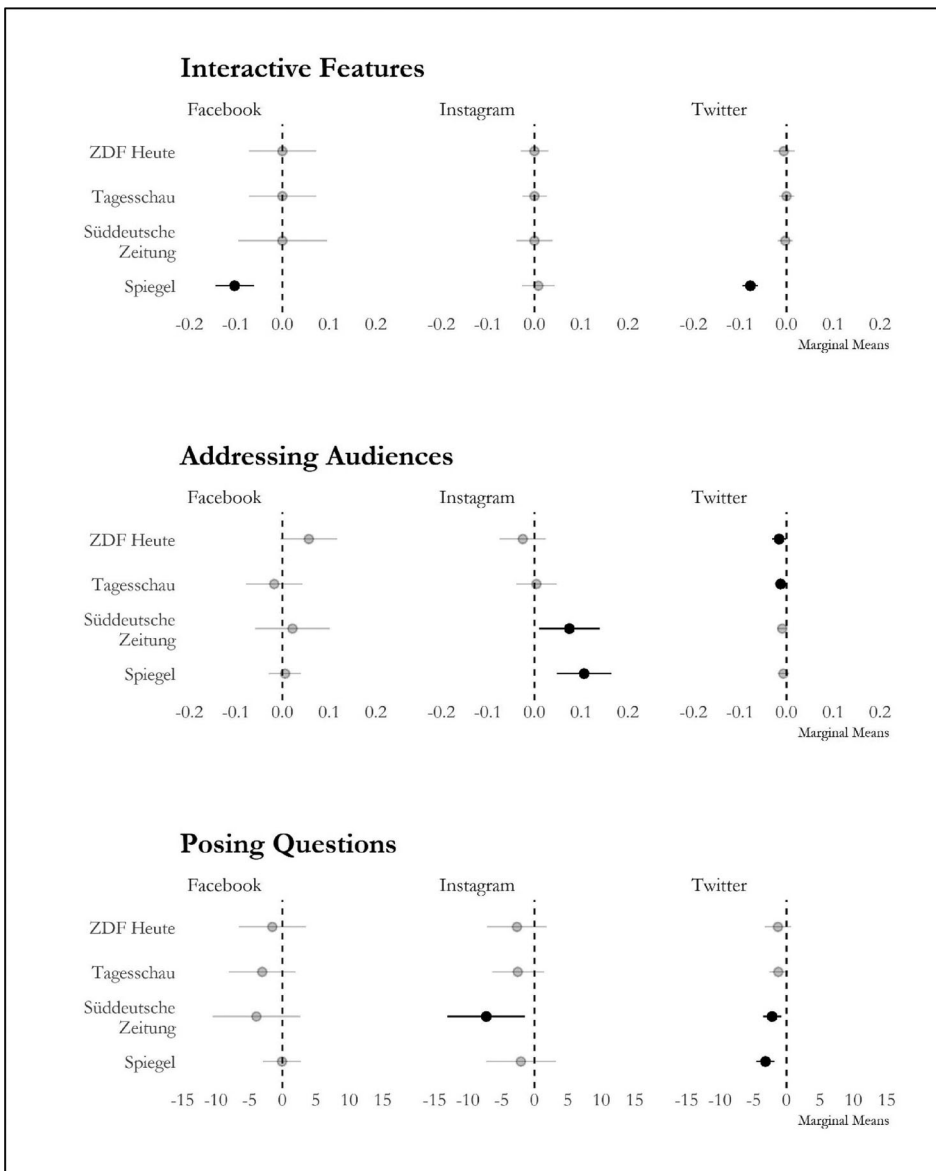 Interactive Features
Facebook Instagram Twitter
ZDF Heute
Tagesschau
Süddeutsche
Zeitung
Spiegel
-0.2 -0.1 0.0 0.1 0.2 -0.2 -0.1 0.0 0.1 0.2 -0.2 -0.1 0.0 0.1 0.2
Marginal Means
Addressing Audiences
Facebook Instagram Twitter
ZDF Heute
Tagesschau
Süddeutsche
Zeitung
Spiegel
-0.2 -0.1 0.0 0.1 0.2 -0.2 -0.1 0.0 0.1 0.2 -0.2 -0.1 0.0 0.1 0.2
Marginal Means
Posing Questions
Facebook Instagram Twitter
ZDF Heute
Tagesschau
Süddeutsche
Zeitung
Spiegel
-15 -10 -5 0 5 10 15 -15 -10 -5 0 5 10 15 -15 -10 -5 0 5 10 15
Marginal Means